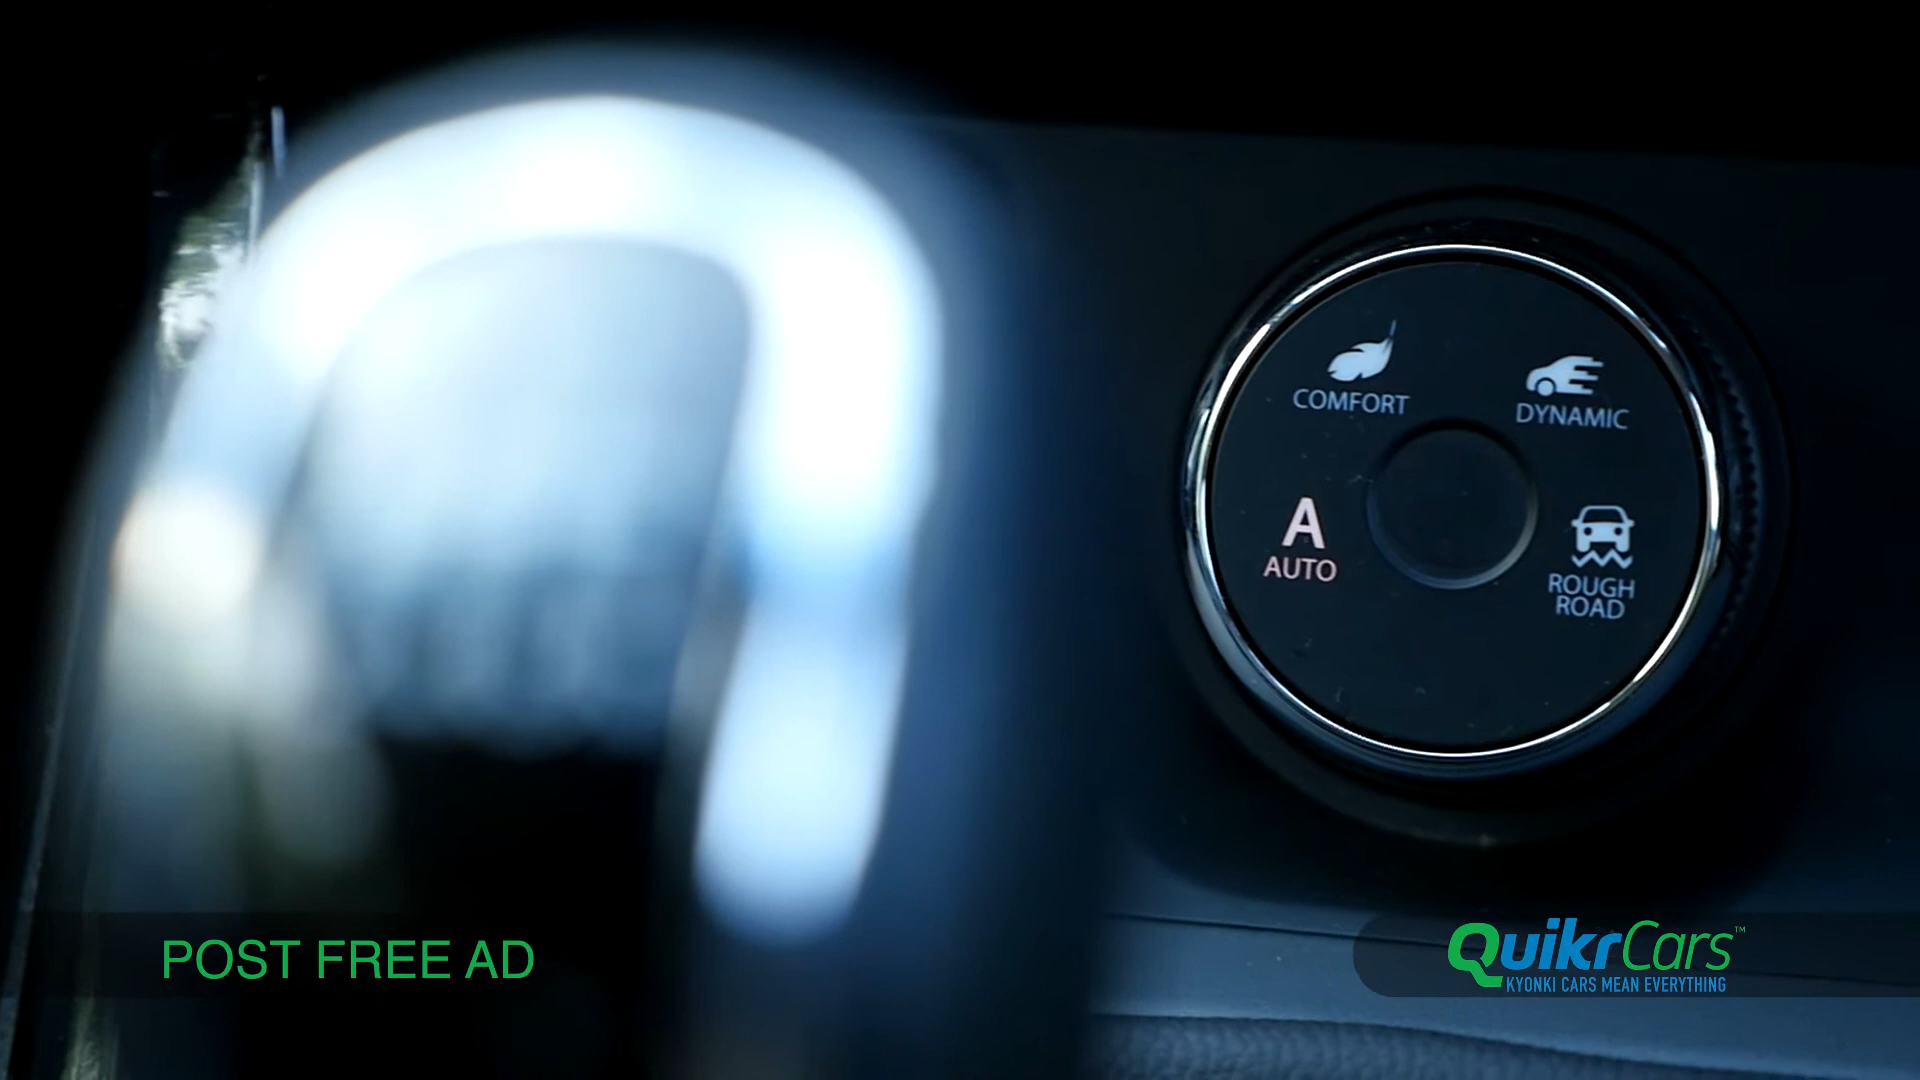 COMFORT
DYNAMIC
A
AUTO
ROUGH
ROAD
POST FREE AD
QuikrCars™
KYONKI CARS MEAN EVERYTHING